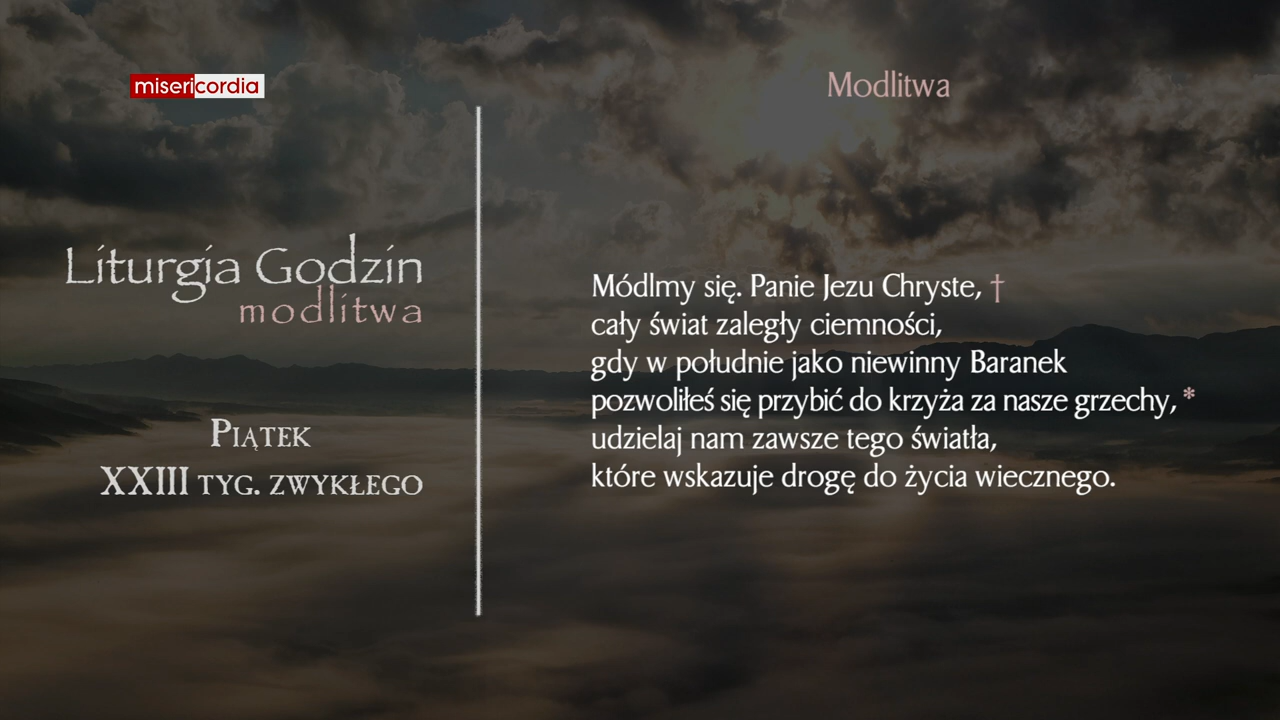 misericordia
Modlitwa
Liturgia Godzin
modlitwa
Piątek
XXIII tyg. zwykłego
Módlmy się. Panie Jezu Chryste, †
cały świat zaległy ciemności,
gdy w południe jako niewinny Baranek
pozwoliłeś się przybić do krzyża za nasze grzechy, *
udzielaj nam zawsze tego światła,
które wskazuje drogę do życia wiecznego.